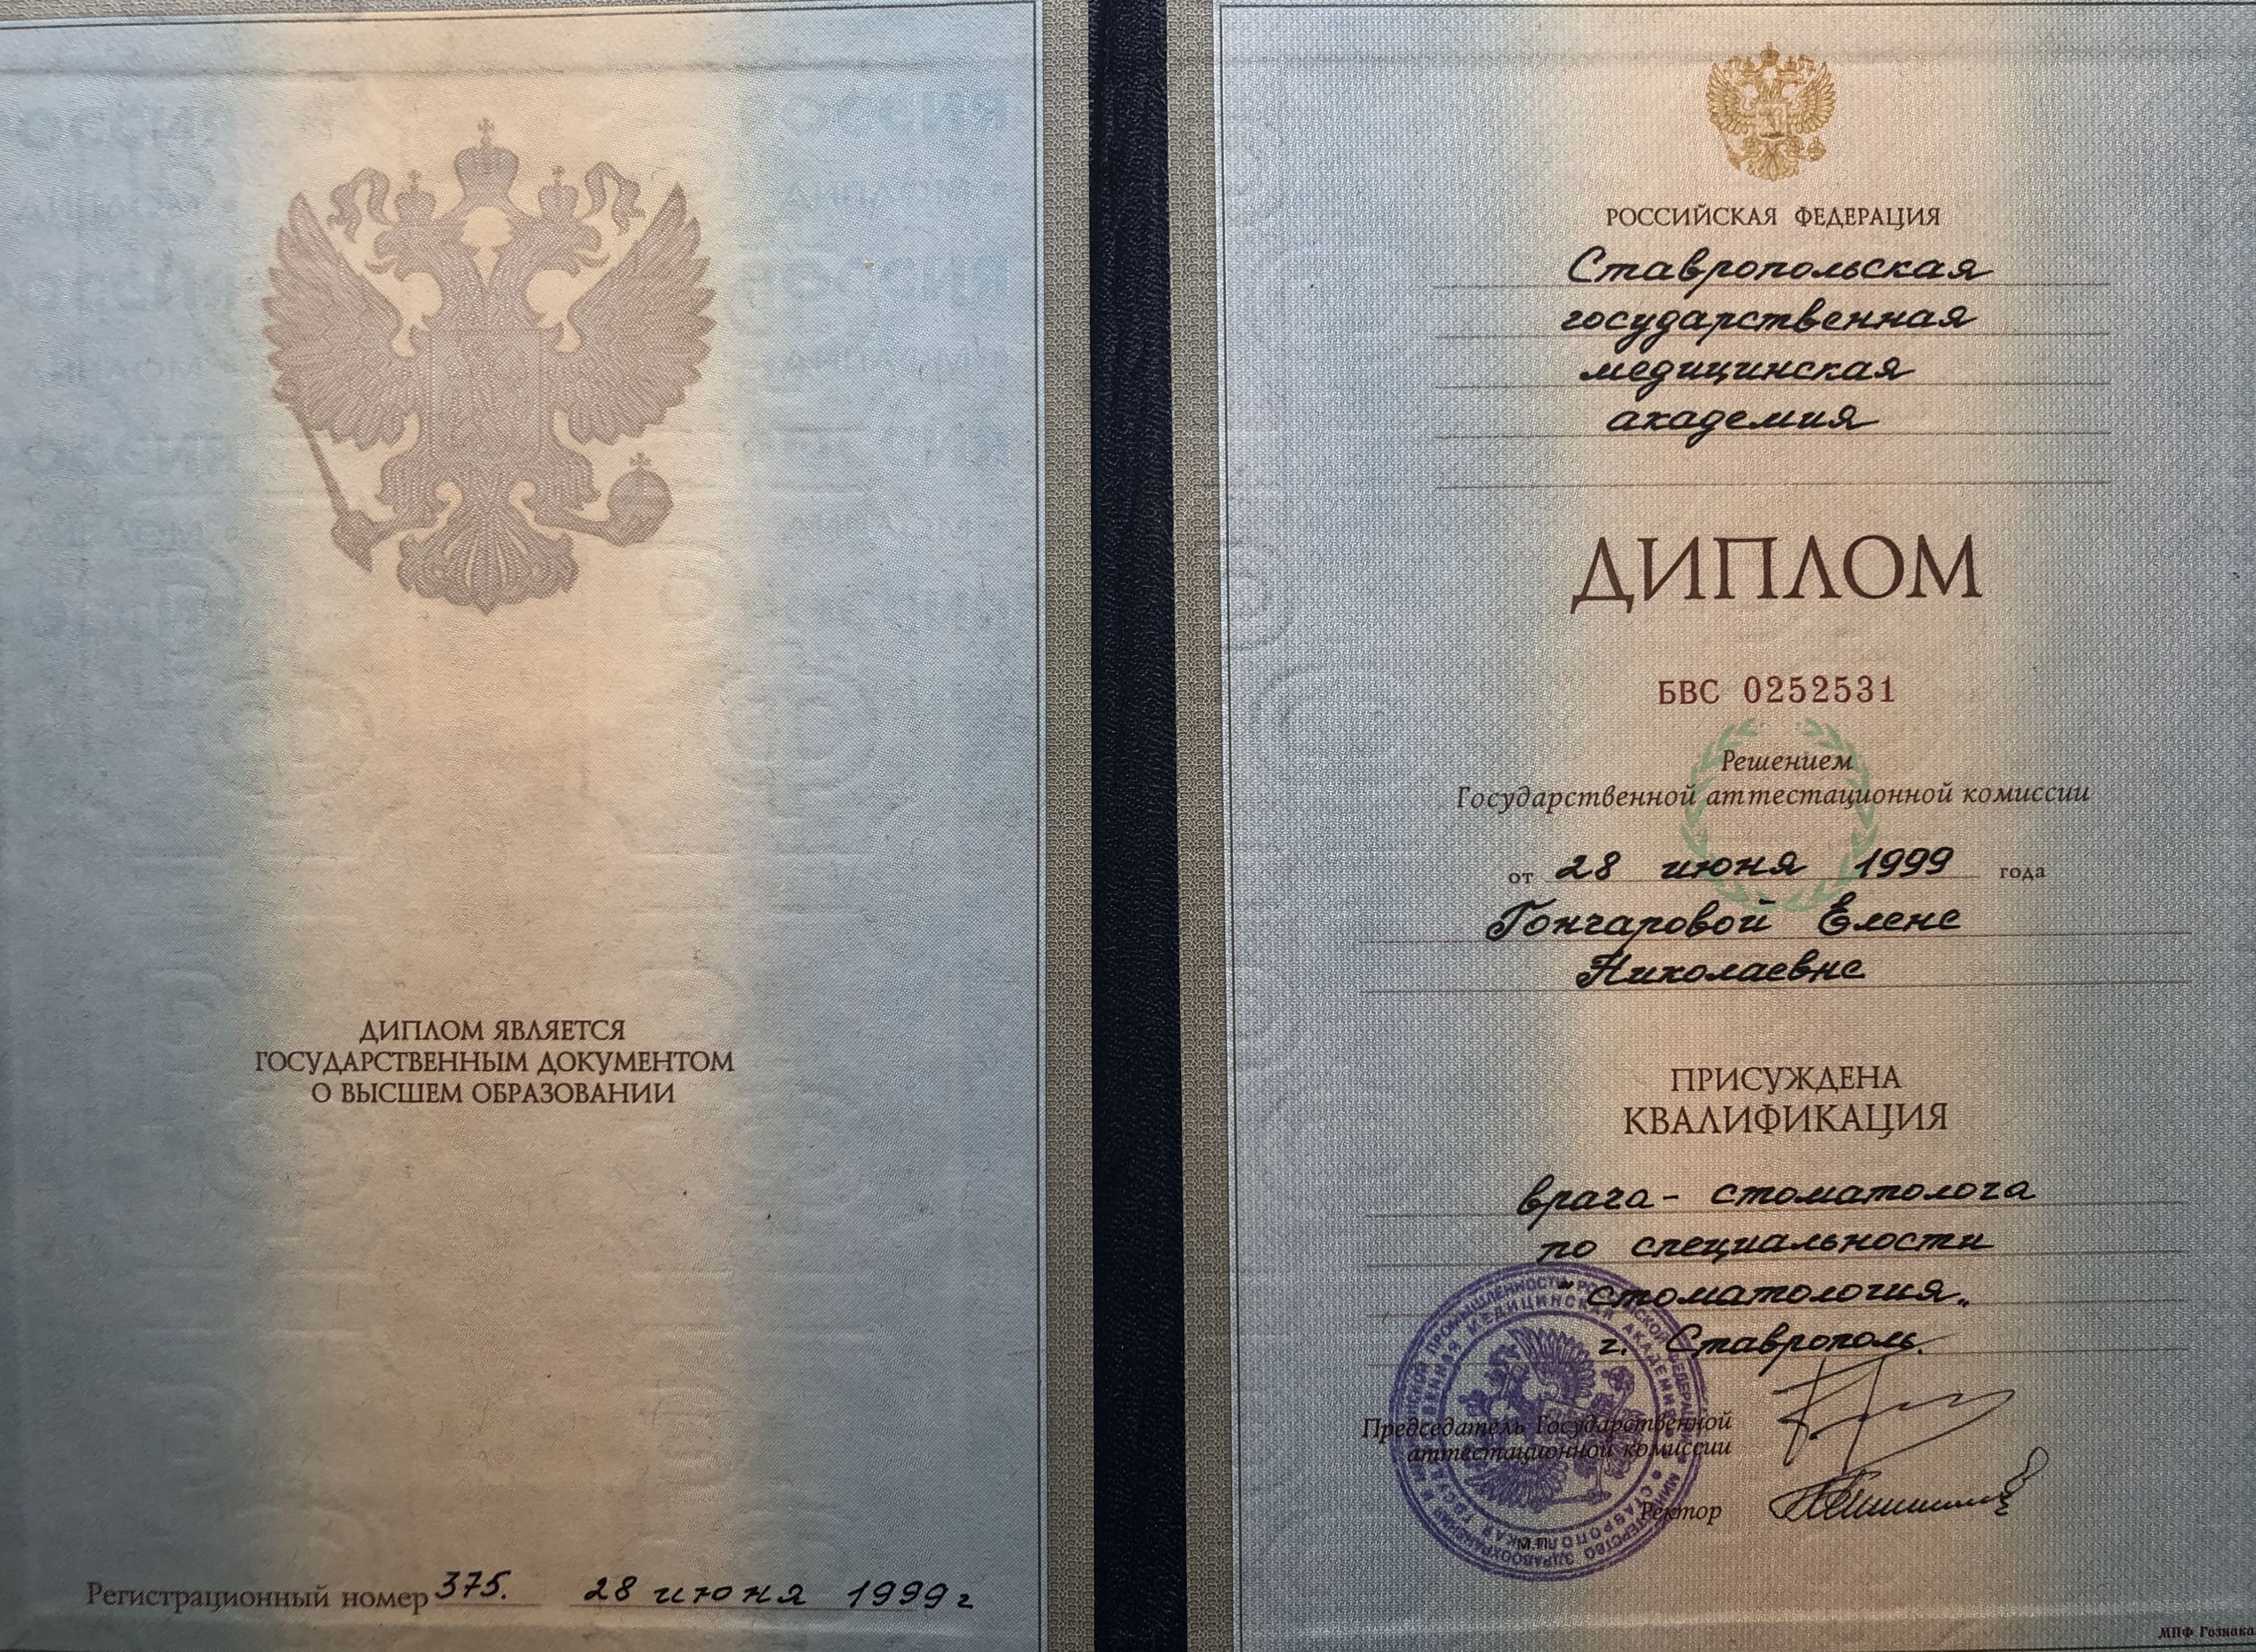 ДИПЛОМ ЯВЛЯЕТСЯ
ГОСУДАРСТВЕННЫМ ДОКУМЕНТОМ
О ВЫСШЕМ ОБРАЗОВАНИИ
Регистрационный номер 375. 28 июня 1999 г
РОССИЙСКАЯ ФЕДЕРАЦИЯ
Ставропольская
государственная
медицинская
академия
ДИПЛОМ
БВС 0252531
Решением
Государственной аттестационной комиссии
от 28 июня 1999 года
Гончаровой Елене
Николаевне
ПРИСУЖДЕНА
КВАЛИФИКАЦИЯ
врача - стоматолога
по специальности
"стоматология"
г. Ставрополь.
Председатель Государственной
аттестационной комиссии
Ректор
М.П.
МПФ Гознака